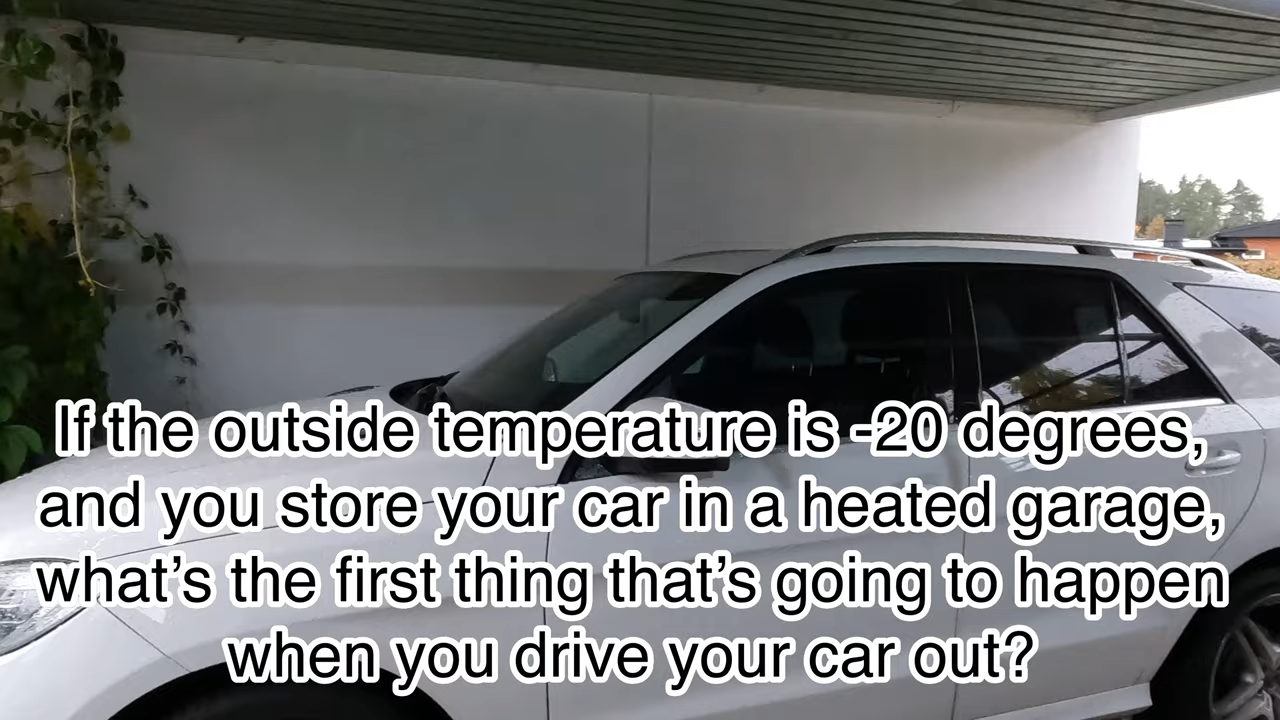 If the outside temperature is -20 degrees,
and you store your car in a heated garage,
what’s the first thing that’s going to happen
when you drive your car out?